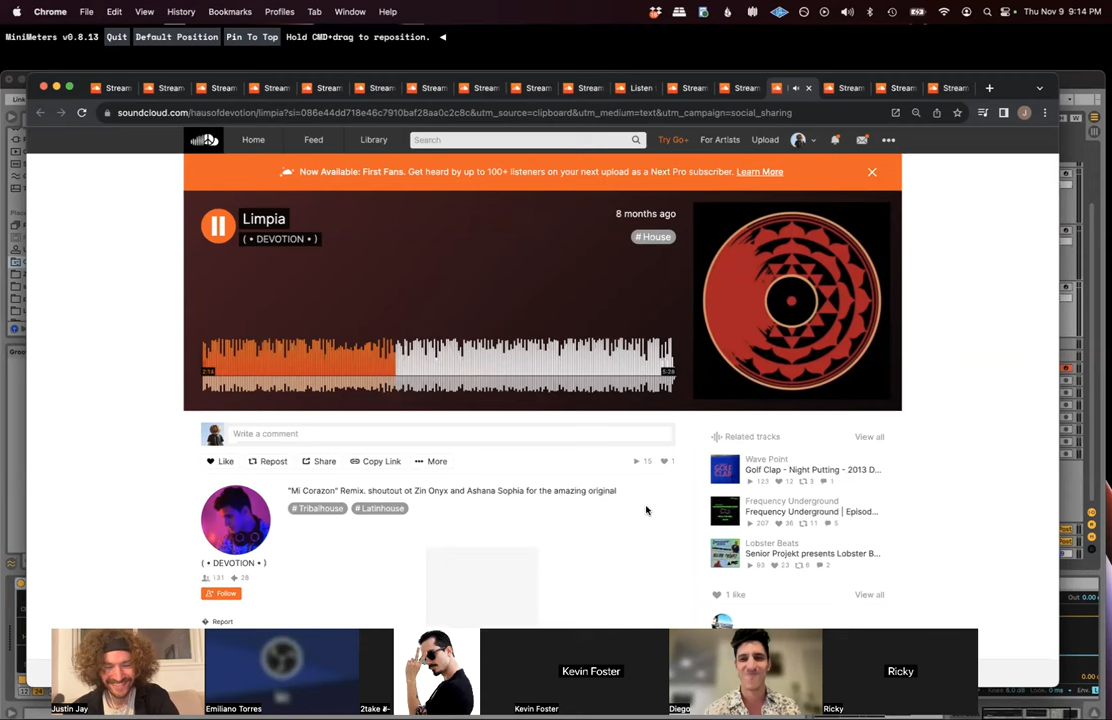 Chrome File Edit View History Bookmarks Profiles Tab Window Help
Thu Nov 9 9:14 PM
MiniMeters v0.8.13 Quit Default Position Pin To Top Hold CMD+drag to reposition. ◀
Stream Stream Stream Stream Stream Stream Stream Stream Stream Stream Listen Stream Stream Stream Stream Stream
soundcloud.com/hausofdevotion/limpia?si=086e44dd718e46c7910baf28aa0c2c8c&utm_source=clipboard&utm_medium=text&utm_campaign=social_sharing
J
Home Feed Library Search Try Go+ For Artists Upload
Now Available: First Fans. Get heard by up to 100+ listeners on your next upload as a Next Pro subscriber. Learn More
Limpia
8 months ago
( • DEVOTION • )
# House
2:14
5:28
Write a comment
Like Repost Share Copy Link More
15 1
"Mi Corazon" Remix. shoutout ot Zin Onyx and Ashana Sophia for the amazing original
# Tribalhouse # Latinhouse
( • DEVOTION • )
131 28
Follow
Report
Related tracks View all
Wave Point
Golf Clap - Night Putting - 2013 D...
123 12 3 1
Frequency Underground
Frequency Underground | Episod...
207 36 11 5
Lobster Beats
Senior Projekt presents Lobster B...
93 23 6 2
1 like View all
Kevin Foster
Ricky
Justin Jay
Emiliano Torres
2take
Kevin Foster
Diego
Ricky